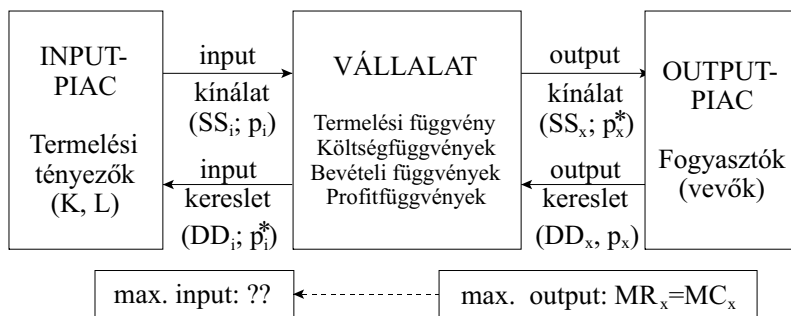 INPUT-
PIAC
Termelési
tényezők
(K, L)
input
kínálat
(SSᵢ; pᵢ)
input
kereslet
(DDᵢ; pᵢ*)
VÁLLALAT
Termelési függvény
Költségfüggvények
Bevételi függvények
Profitfüggvények
output
kínálat
(SSₓ; pₓ*)
output
kereslet
(DDₓ, pₓ)
OUTPUT-
PIAC
Fogyasztók
(vevők)
max. input: ??
max. output: MRₓ=MCₓ